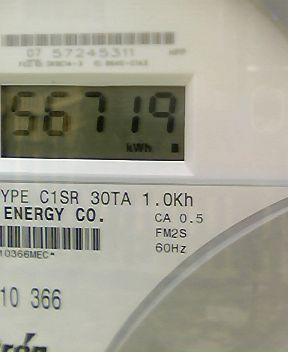 07 57245311
56719
kWh
YPE C1SR 30TA 1.0Kh
ENERGY CO.
CA 0.5
FM2S
60Hz
10366MEC*
10 366